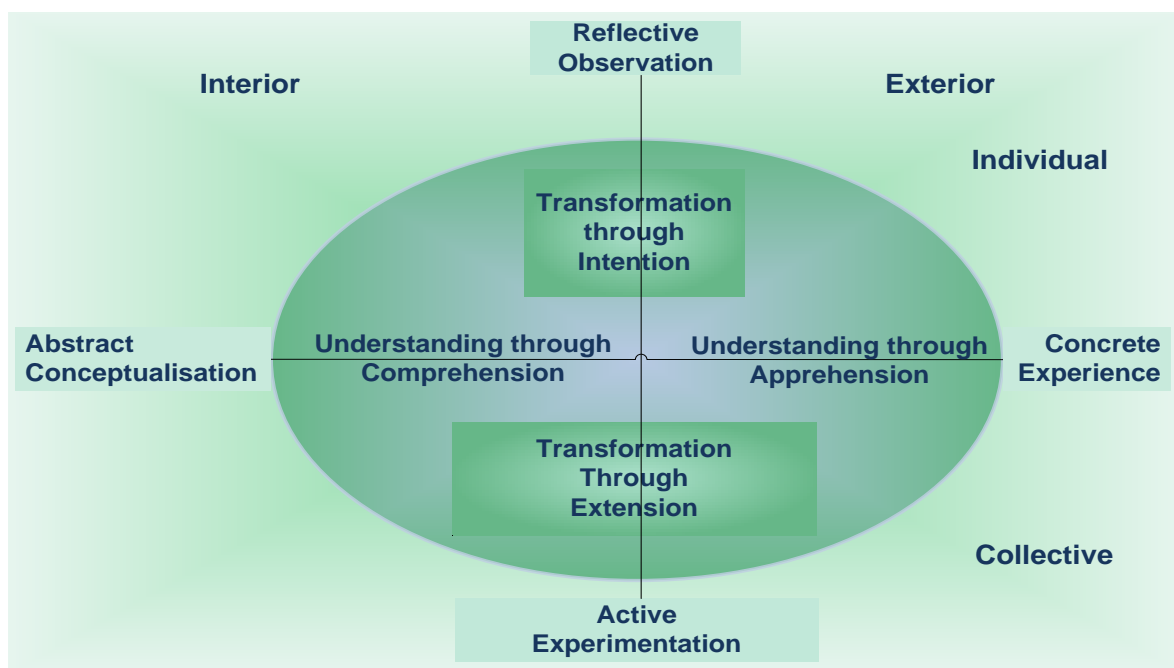 Reflective
Observation
Interior
Exterior
Individual
Transformation
through
Intention
Abstract
Conceptualisation
Understanding through
Comprehension
Understanding through
Apprehension
Concrete
Experience
Transformation
Through
Extension
Collective
Active
Experimentation